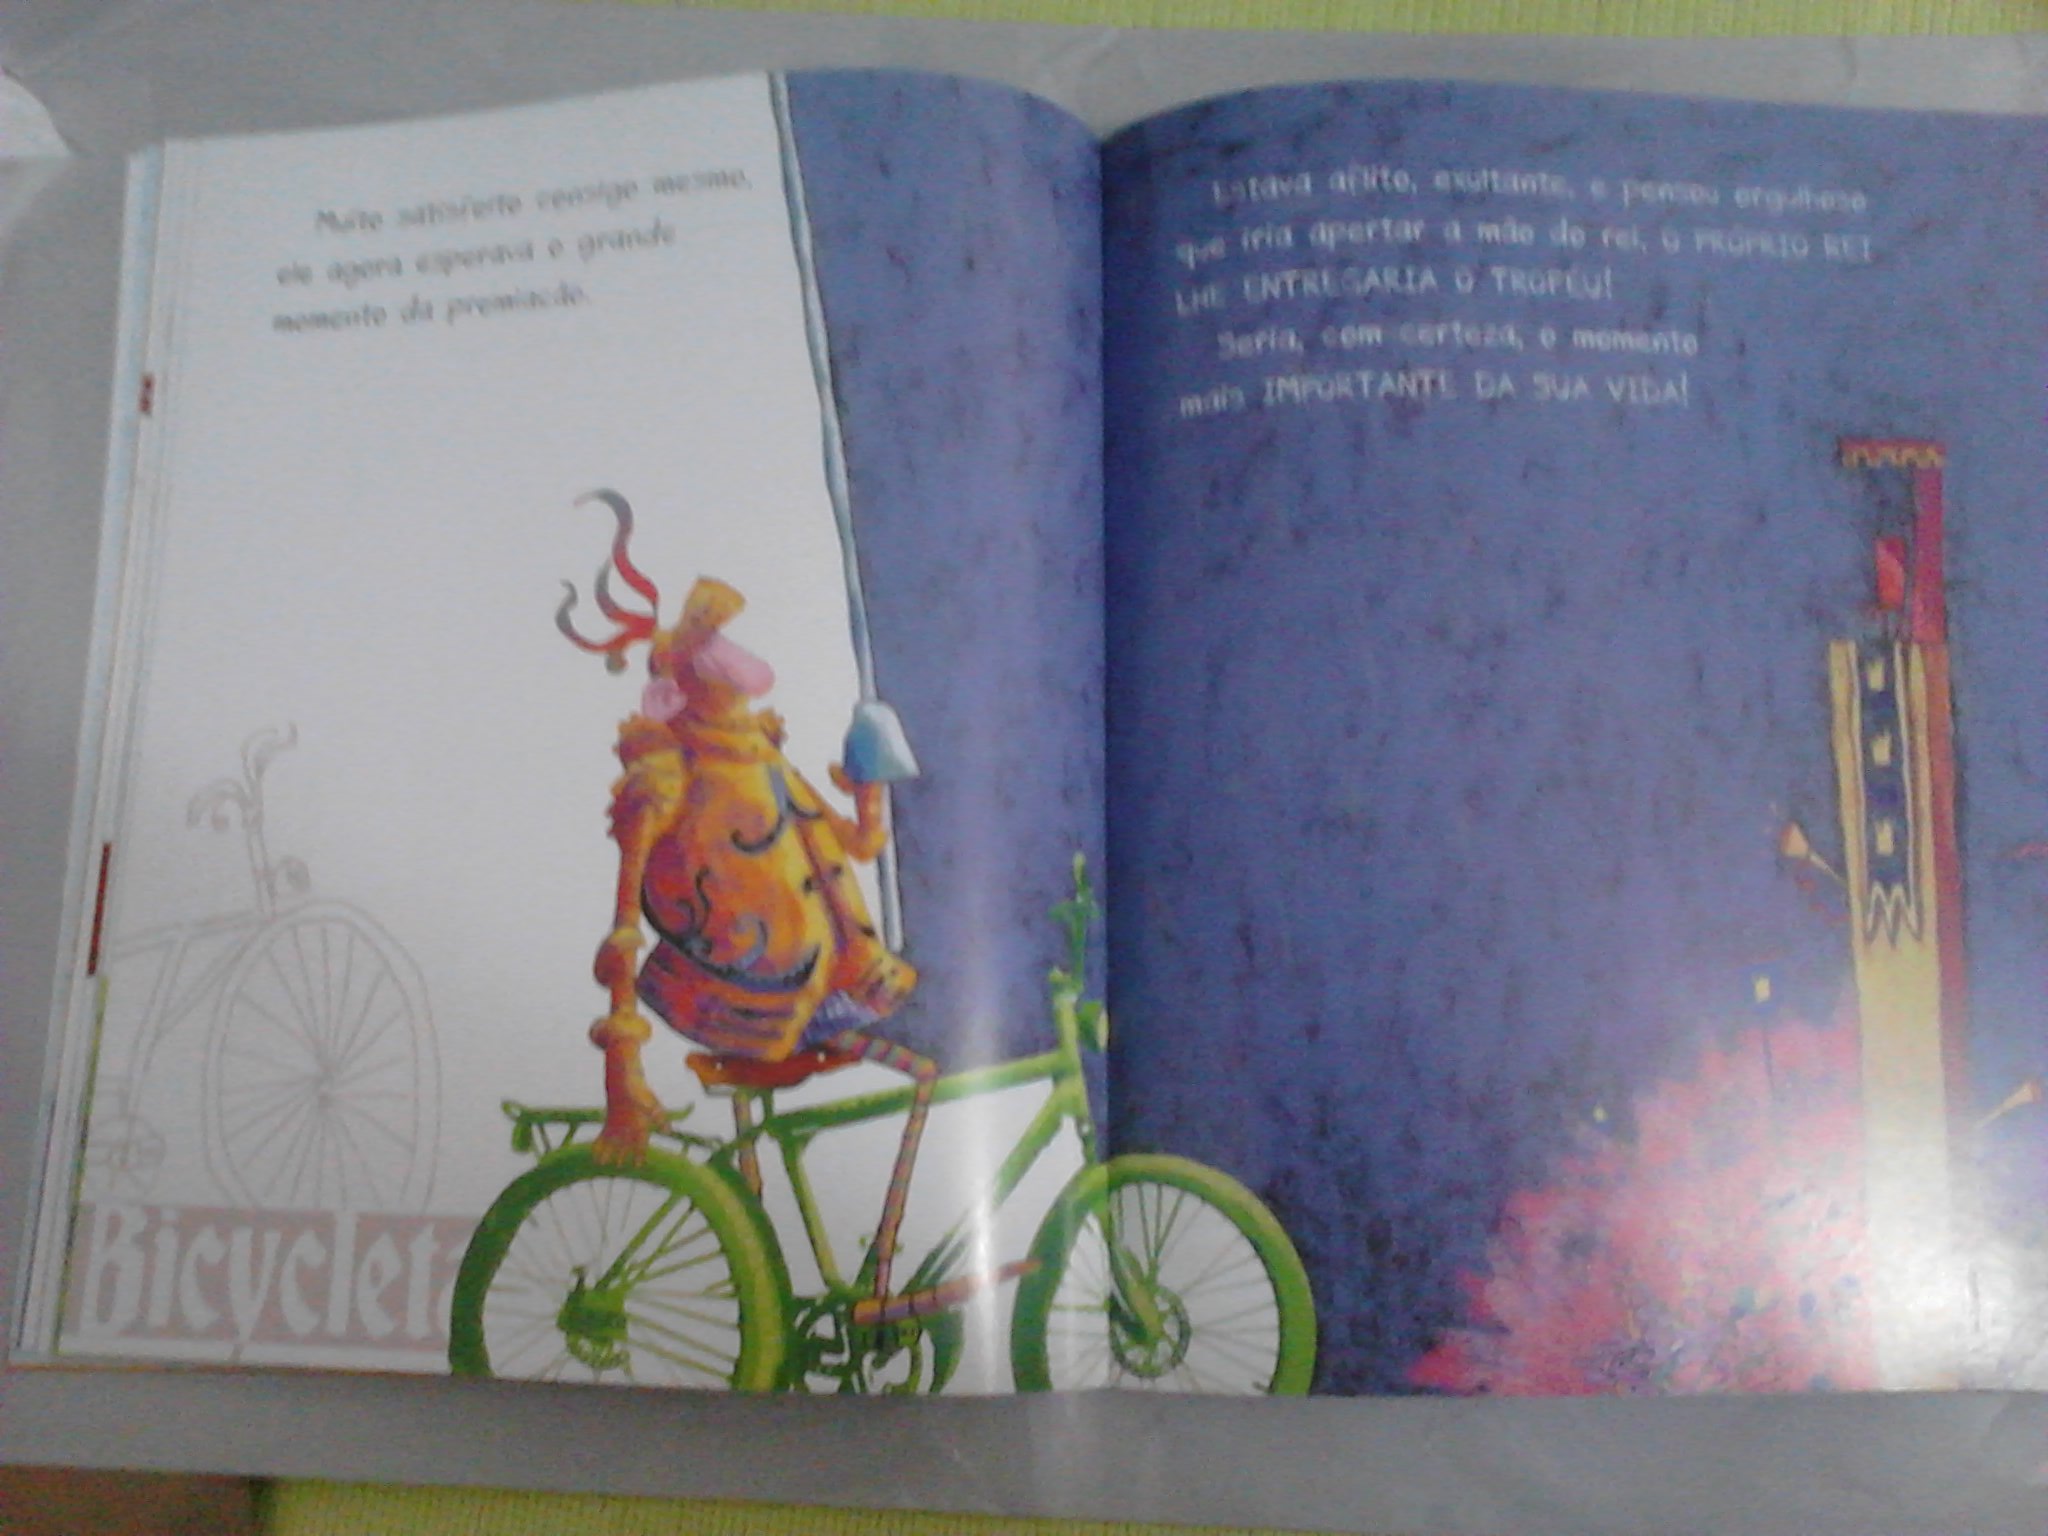 Muito satisfeito consigo mesmo,
ele agora esperava o grande
momento da premiação.
Bicycleta
Estava aflito, exultante, e pensou orgulhoso
que iria apertar a mão do rei, O PRÓPRIO REI
LHE ENTREGARIA O TROFÉU!
Seria, com certeza, o momento
mais IMPORTANTE DA SUA VIDA!